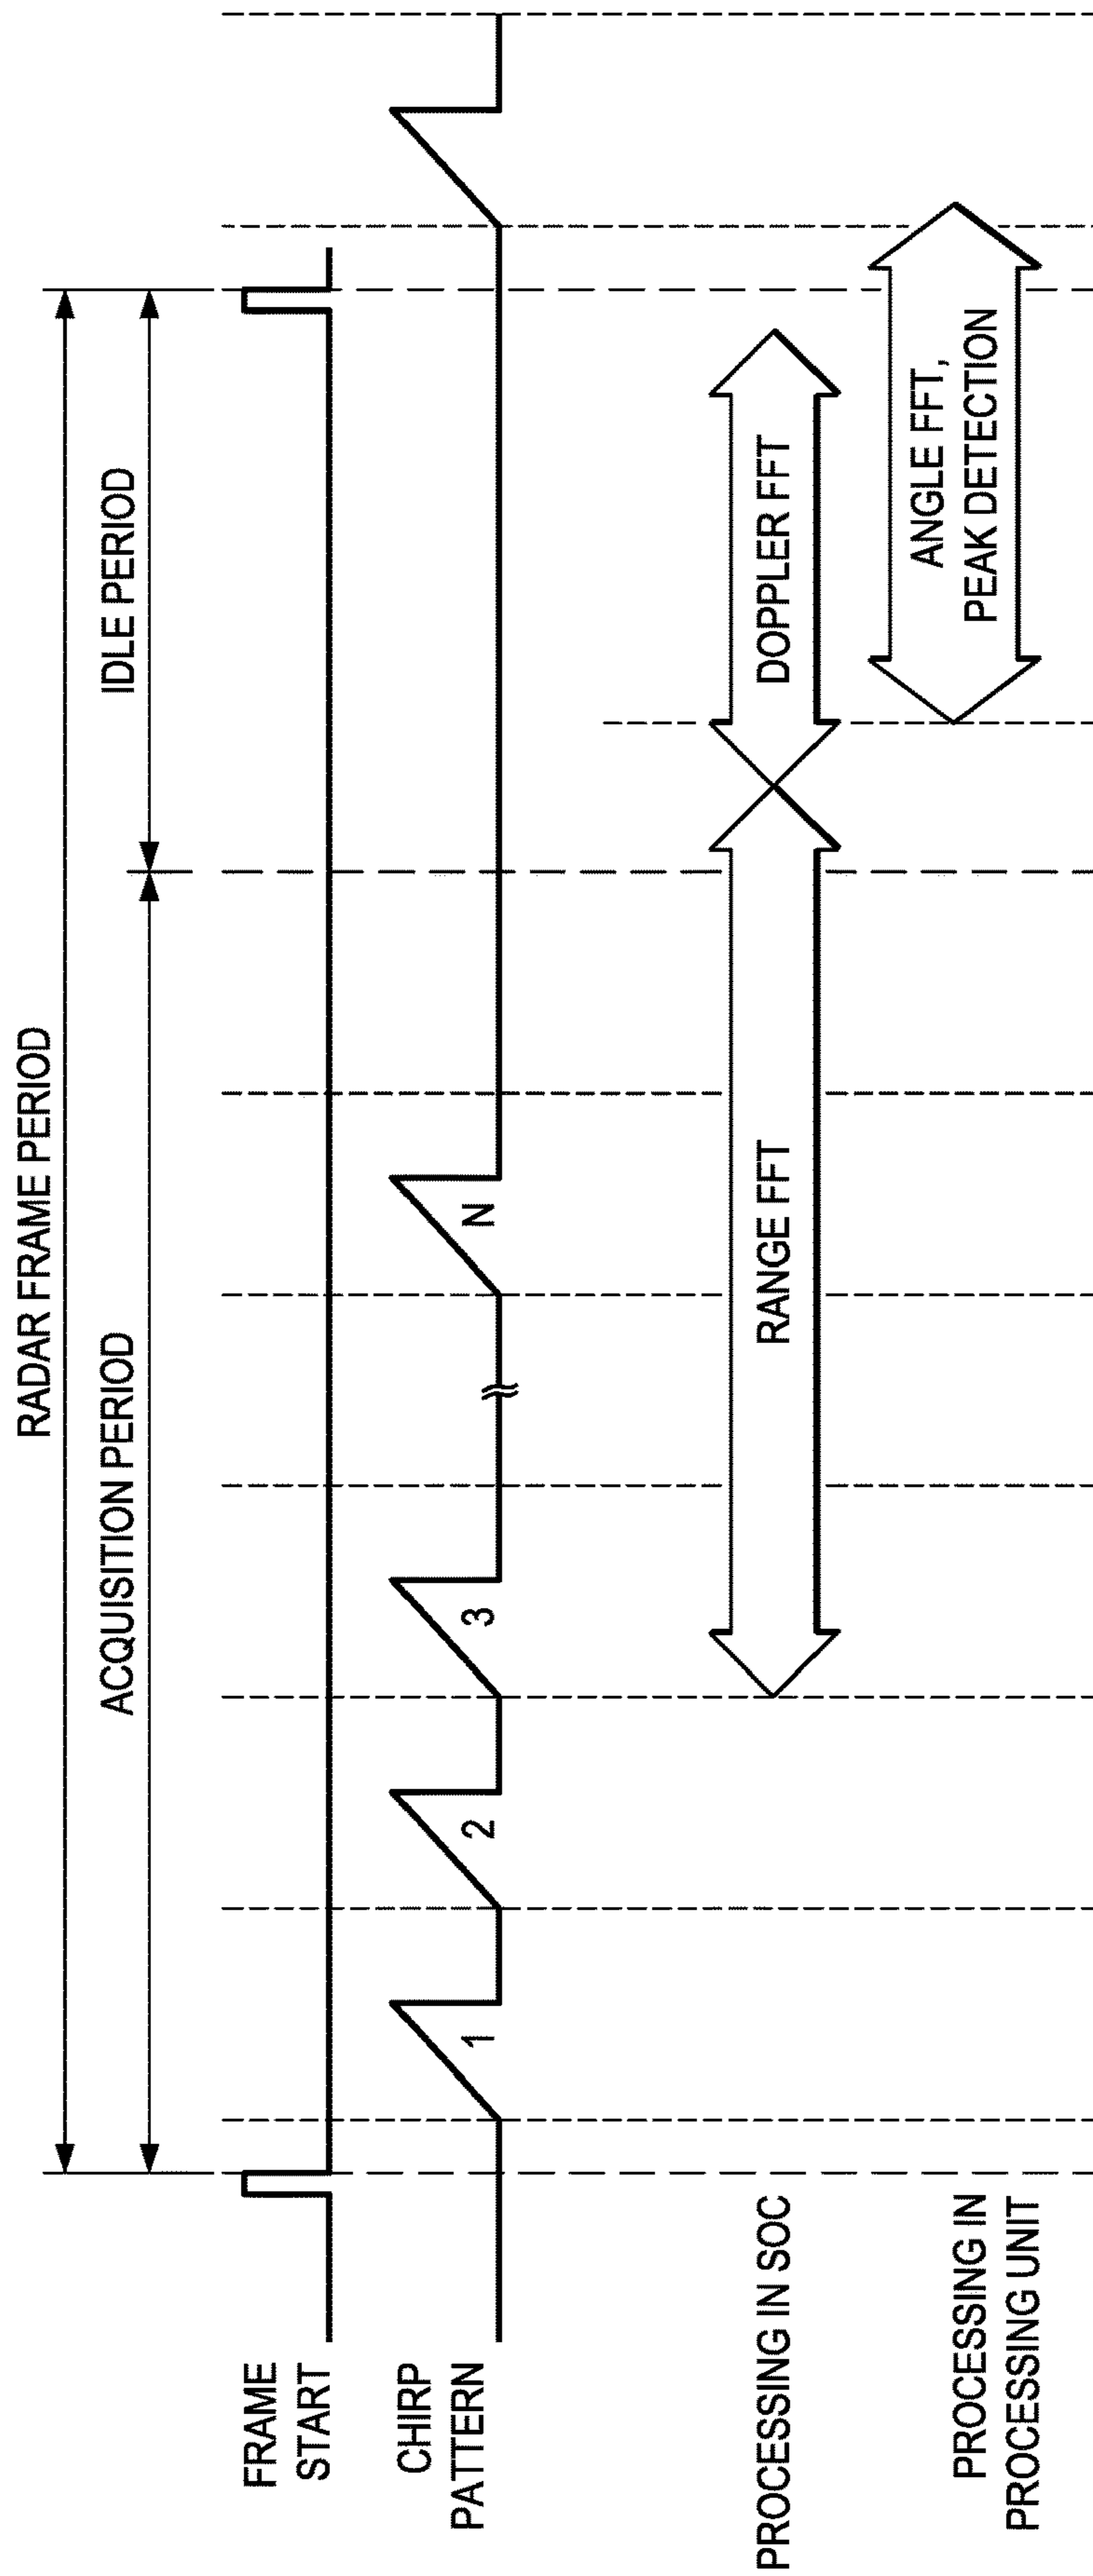 RADAR FRAME PERIOD
ACQUISITION PERIOD
IDLE PERIOD
FRAME
START
CHIRP
PATTERN
1
2
3
N
PROCESSING IN SOC
RANGE FFT
DOPPLER FFT
PROCESSING IN
PROCESSING UNIT
ANGLE FFT,
PEAK DETECTION